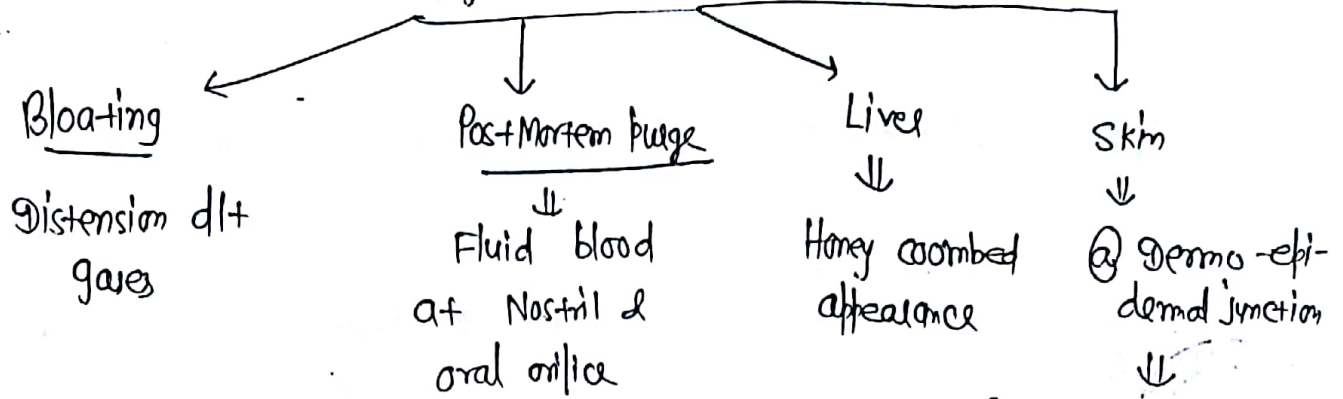 Bloating
Distension d/t
gases
Post Mortem purge
⇓
Fluid blood
at Nostril &
oral orifice
Liver
⇓
Honey coombed
appearance
Skin
⇓
@ Dermo-epi-
dermal junction
⇓